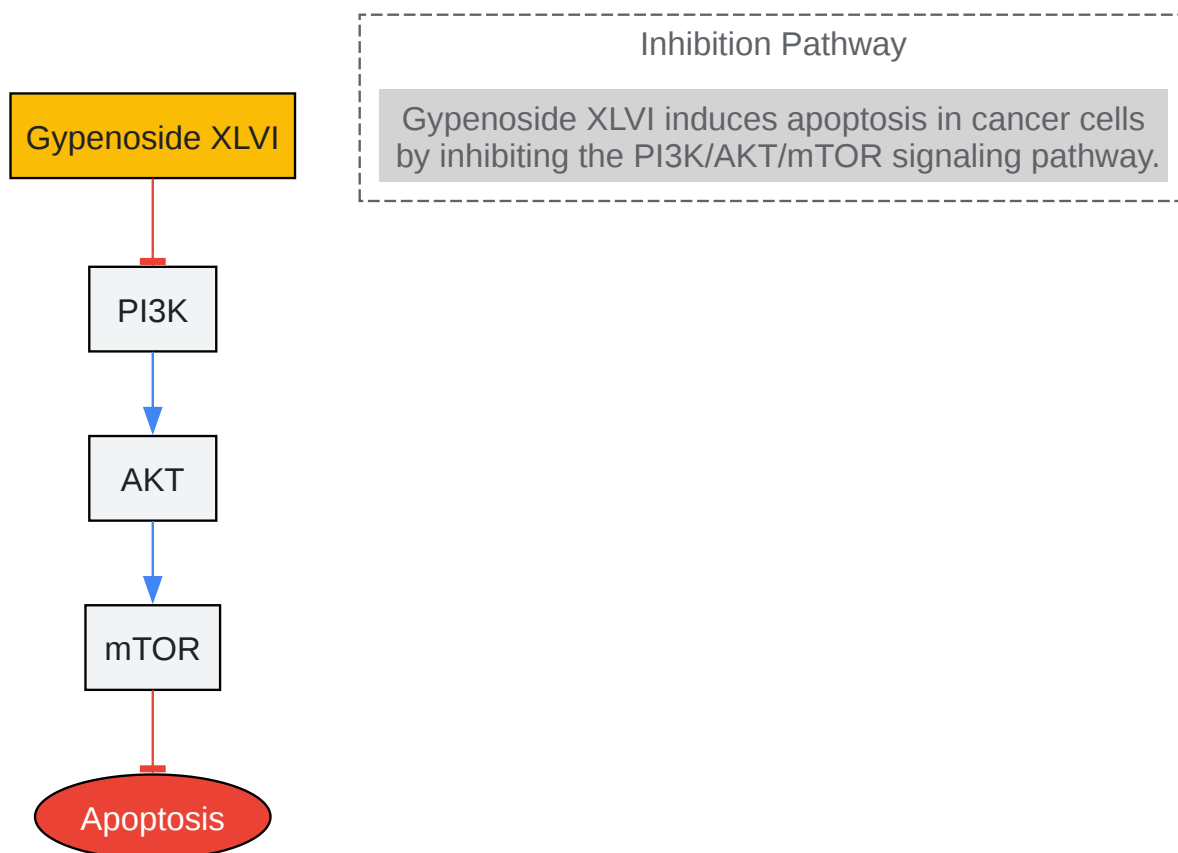 Inhibition Pathway
Gypenoside XLVI induces apoptosis in cancer cells
by inhibiting the PI3K/AKT/mTOR signaling pathway.
Gypenoside XLVI
PI3K
AKT
mTOR
Apoptosis